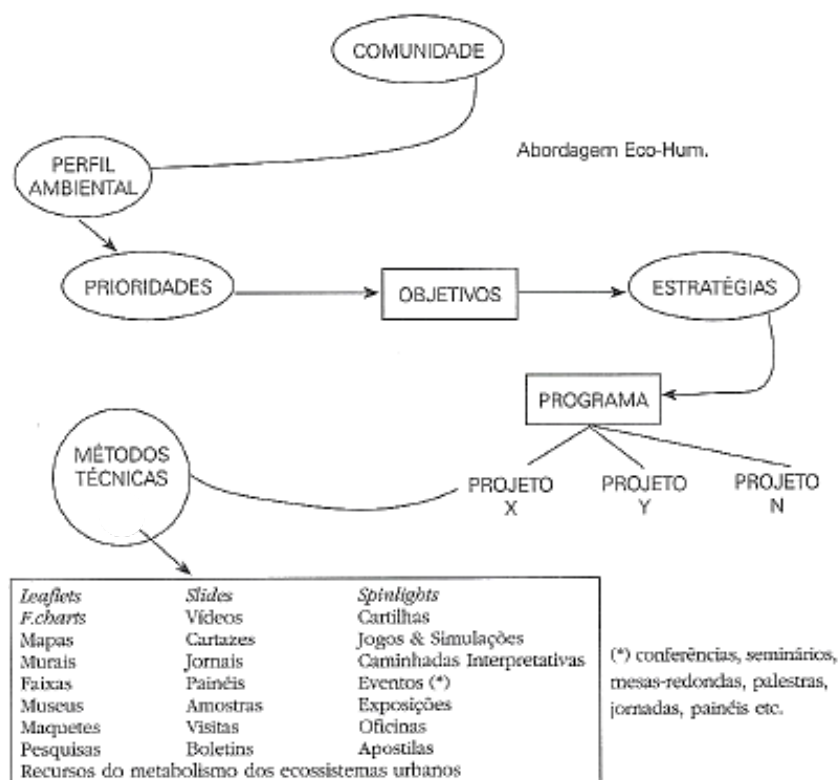 COMUNIDADE
Abordagem Eco-Hum.
PERFIL
AMBIENTAL
PRIORIDADES
OBJETIVOS
ESTRATÉGIAS
PROGRAMA
PROJETO
X
PROJETO
Y
PROJETO
N
MÉTODOS
TÉCNICAS
Leaflets Slides Spinlights
F.charts Vídeos Cartilhas
Mapas Cartazes Jogos & Simulações
Murais Jornais Caminhadas Interpretativas
Faixas Painéis Eventos (*)
Museus Amostras Exposições
Maquetes Visitas Oficinas
Pesquisas Boletins Apostilas
Recursos do metabolismo dos ecossistemas urbanos
(*) conferências, seminários,
mesas-redondas, palestras,
jornadas, painéis etc.